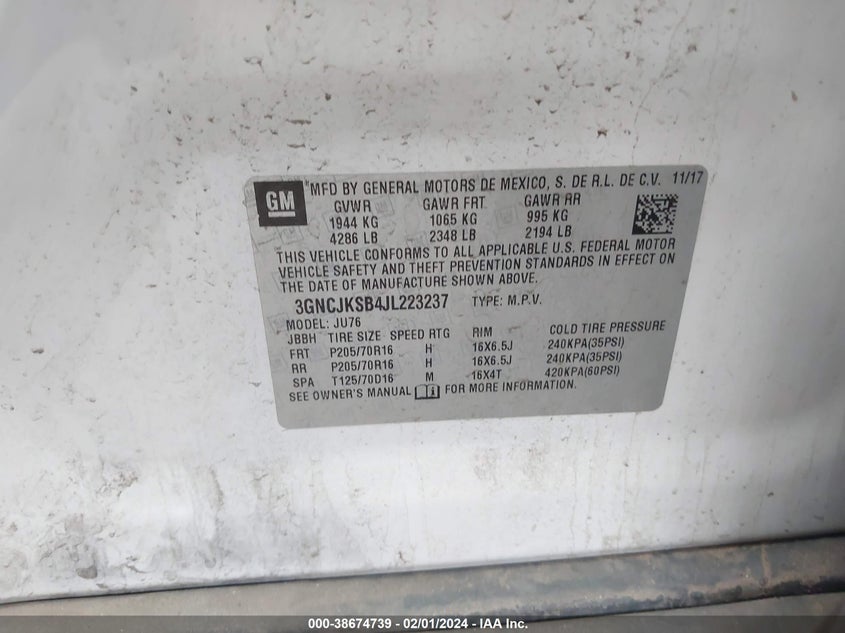 GM "MFD BY GENERAL MOTORS DE MEXICO, S. DE R.L. DE C.V. 11/17
GVWR GAWR FRT GAWR RR
1944 KG 1065 KG 995 KG
4286 LB 2348 LB 2194 LB
THIS VEHICLE CONFORMS TO ALL APPLICABLE U.S. FEDERAL MOTOR
VEHICLE SAFETY AND THEFT PREVENTION STANDARDS IN EFFECT ON
THE DATE OF MANUFACTURE SHOWN ABOVE.
3GNCJKSB4JL223237 TYPE: M.P.V.
MODEL: JU76
JBBH TIRE SIZE SPEED RTG RIM COLD TIRE PRESSURE
FRT P205/70R16 H 16X6.5J 240KPA(35PSI)
RR P205/70R16 H 16X6.5J 240KPA(35PSI)
SPA T125/70D16 M 16X4T 420KPA(60PSI)
SEE OWNER'S MANUAL FOR MORE INFORMATION.
000-38674739 - 02/01/2024 - IAA Inc.